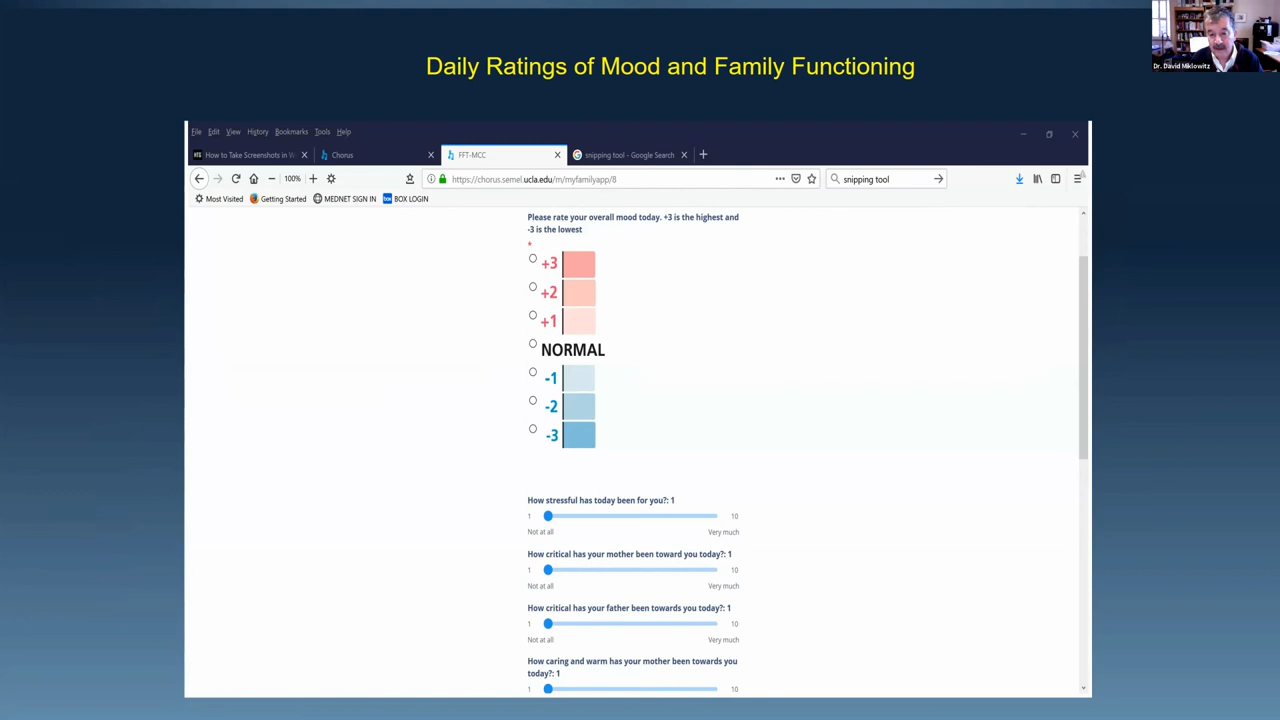 Daily Ratings of Mood and Family Functioning
Dr. David Miklowitz
File Edit View History Bookmarks Tools Help
How to Take Screenshots in
Chorus
FFT-MCC
snipping tool - Google Search
100%
https://chorus.semel.ucla.edu/m/myfamilyapp/8
snipping tool
Most Visited Getting Started MEDNET SIGN IN BOX LOGIN
Please rate your overall mood today. +3 is the highest and
-3 is the lowest
*
+3
+2
+1
NORMAL
-1
-2
-3
How stressful has today been for you?: 1
1 10
Not at all Very much
How critical has your mother been toward you today?: 1
1 10
Not at all Very much
How critical has your father been towards you today?: 1
1 10
Not at all Very much
How caring and warm has your mother been towards you
today?: 1
1 10